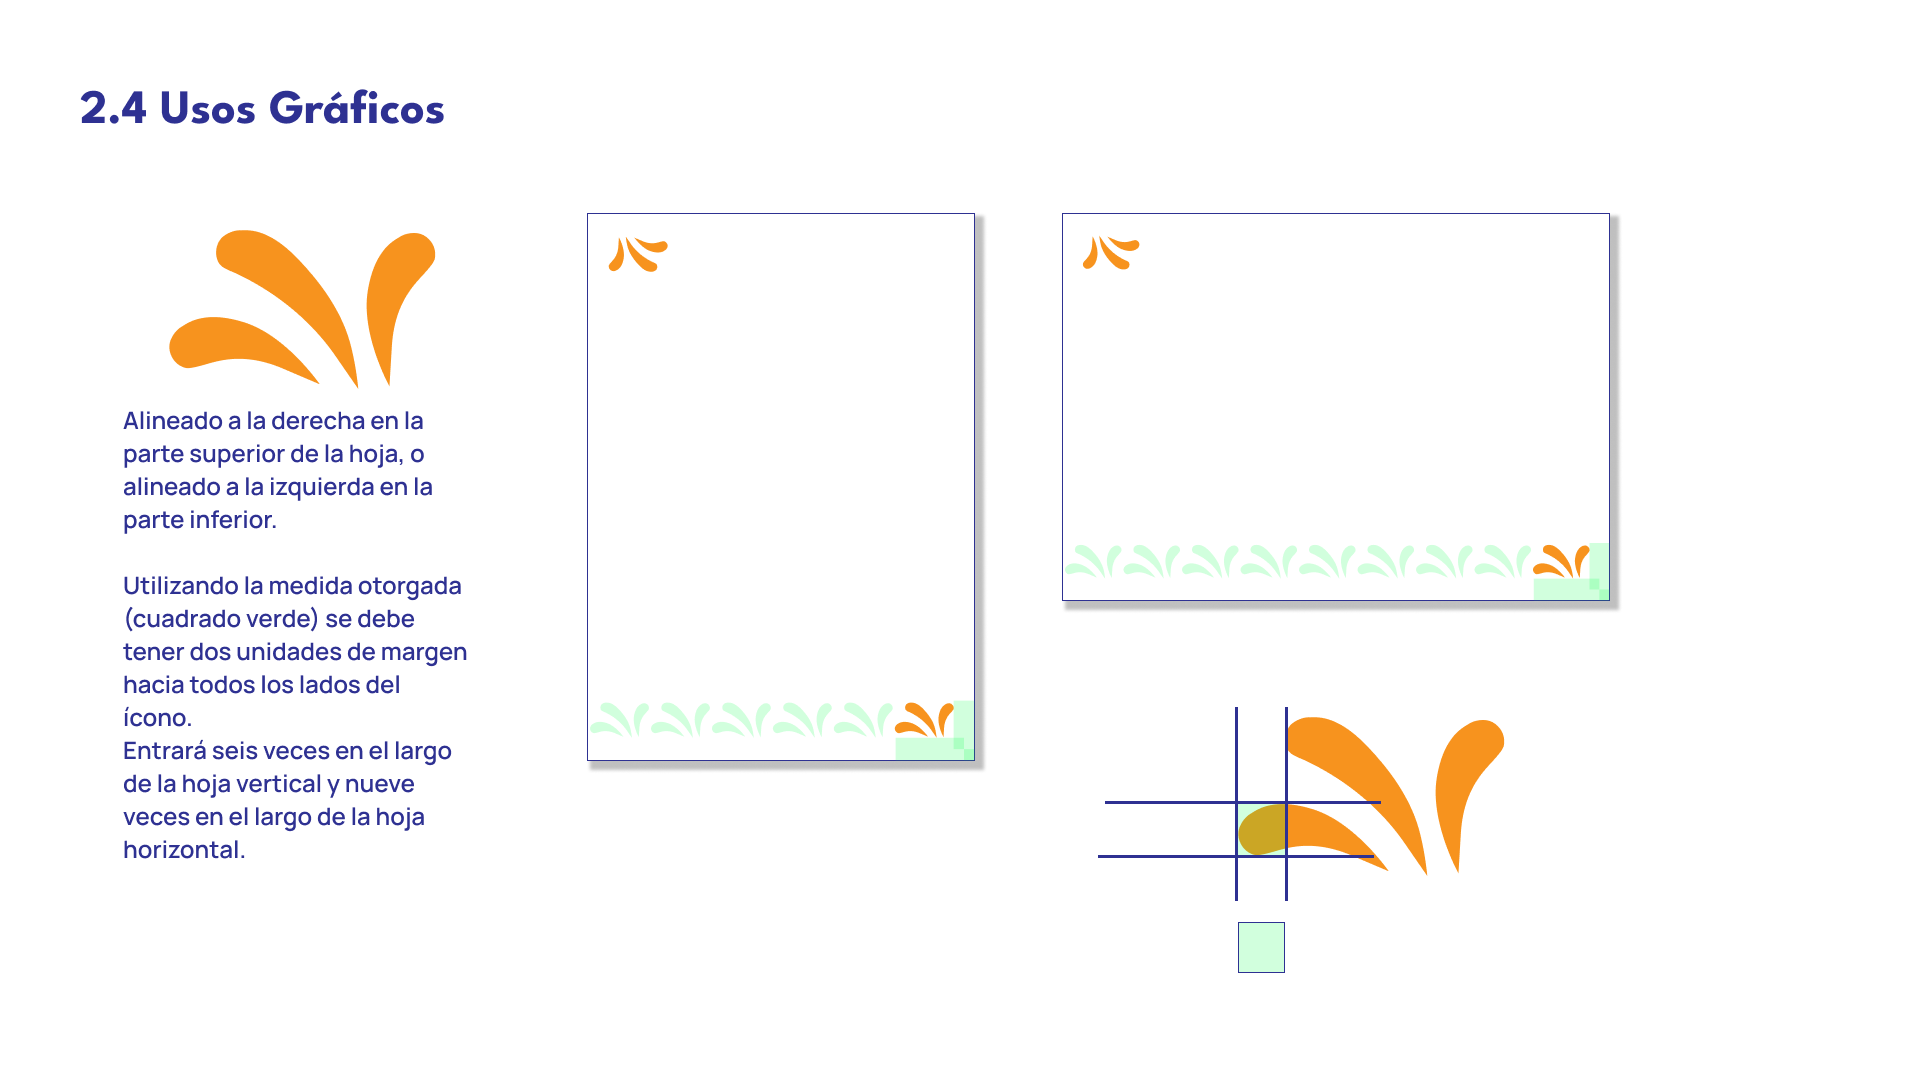 2.4 Usos Gráficos
Alineado a la derecha en la
parte superior de la hoja, o
alineado a la izquierda en la
parte inferior.
Utilizando la medida otorgada
(cuadrado verde) se debe
tener dos unidades de margen
hacia todos los lados del
ícono.
Entrará seis veces en el largo
de la hoja vertical y nueve
veces en el largo de la hoja
horizontal.